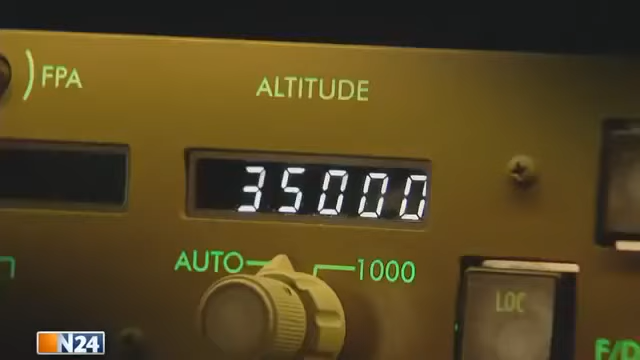 FPA
ALTITUDE
35000
AUTO
1000
LOC
F/D
N24